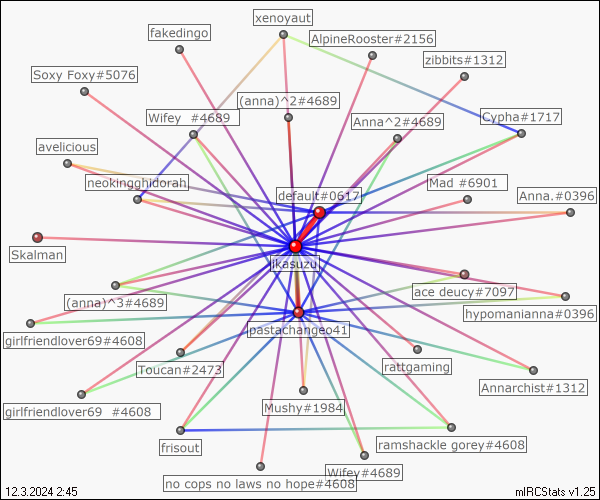 xenoyaut
fakedingo
AlpineRooster#2156
zibbits#1312
Soxy Foxy#5076
(anna)^2#4689
Wifey  #4689
Anna^2#4689
Cypha#1717
avelicious
neokingghidorah
default#0617
Mad #6901
Anna.#0396
Skalman
ikasuzu
(anna)^3#4689
ace deucy#7097
hypomanianna#0396
pastachangeo41
girlfriendlover69#4608
Toucan#2473
rattgaming
Annarchist#1312
girlfriendlover69  #4608
Mushy#1984
frisout
ramshackle gorey#4608
Wifey#4689
no cops no laws no hope#4608
12.3.2024 2:45
mIRCStats v1.25